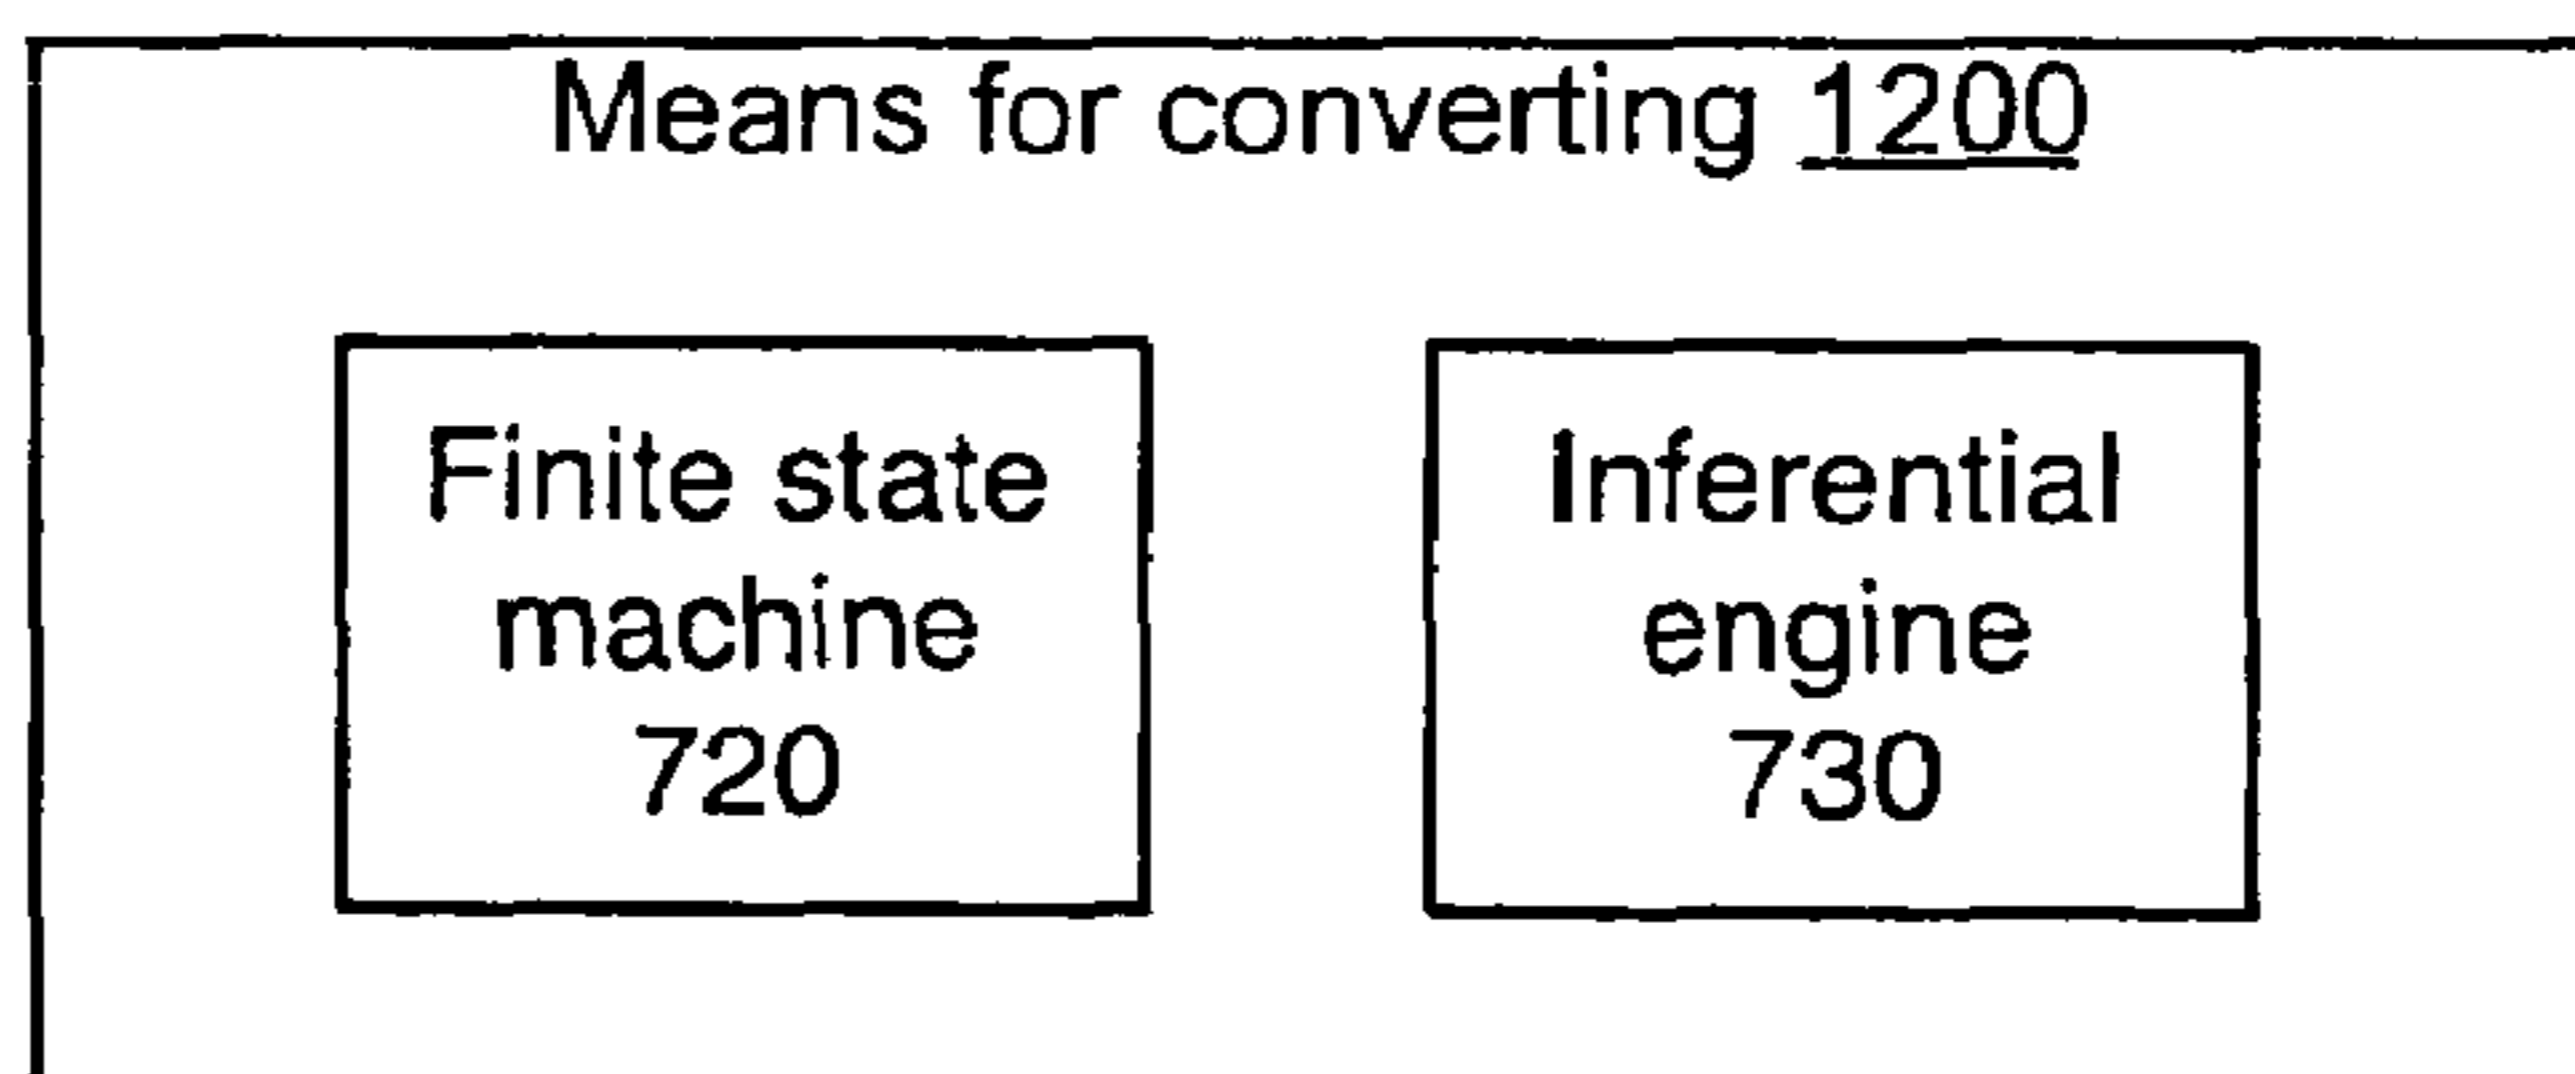 Means for converting 1200
Finite state
machine
720
Inferential
engine
730